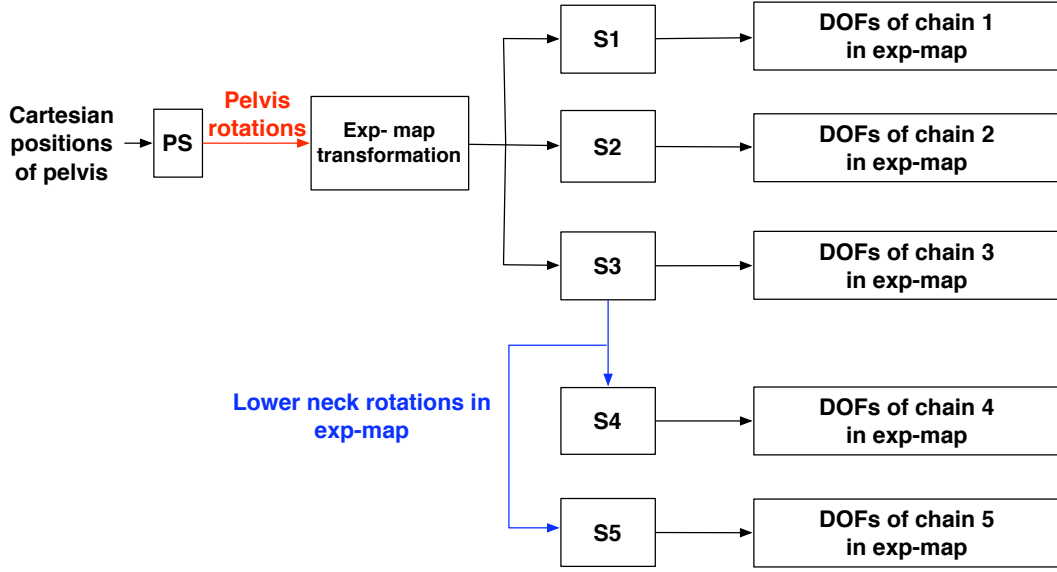 S1
DOFs of chain 1
in exp-map
Cartesian
positions
of pelvis
PS
Pelvis
rotations
Exp- map
transformation
S2
DOFs of chain 2
in exp-map
S3
DOFs of chain 3
in exp-map
Lower neck rotations in
exp-map
S4
DOFs of chain 4
in exp-map
S5
DOFs of chain 5
in exp-map